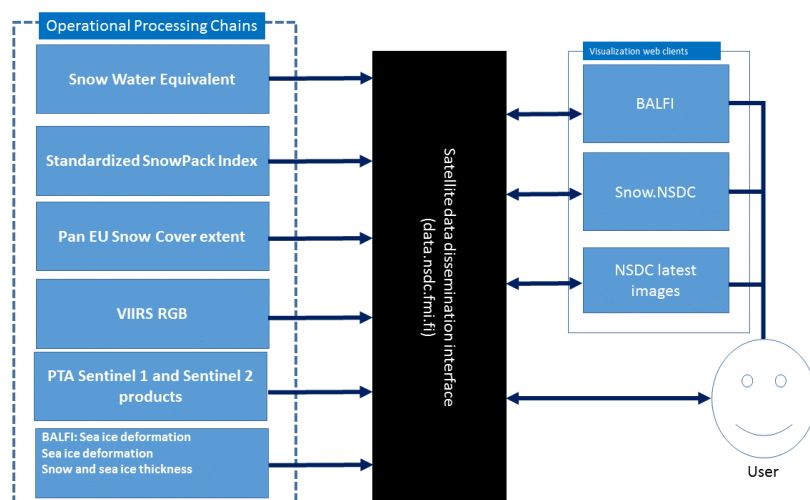 Operational Processing Chains
Snow Water Equivalent
Standardized SnowPack Index
Pan EU Snow Cover extent
VIIRS RGB
PTA Sentinel 1 and Sentinel 2
products
BALFI: Sea ice deformation
Sea ice deformation
Snow and sea ice thickness
Satellite data dissemination interface
(data.nsdc.fmi.fi)
Visualization web clients
BALFI
Snow.NSDC
NSDC latest
images
User